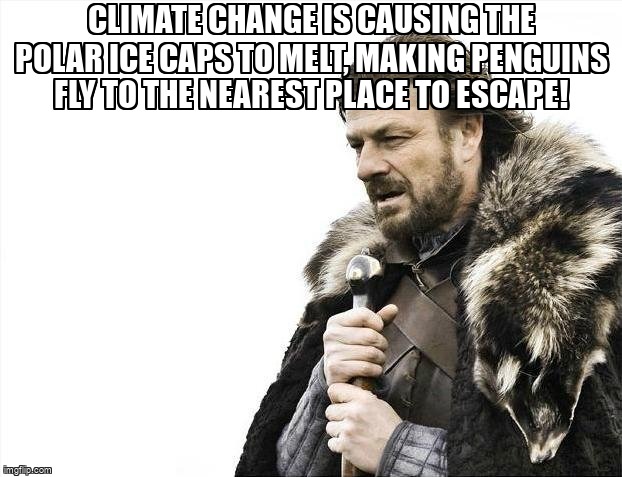 CLIMATE CHANGE IS CAUSING THE
POLAR ICE CAPS TO MELT, MAKING PENGUINS
FLY TO THE NEAREST PLACE TO ESCAPE!
imgflip.com